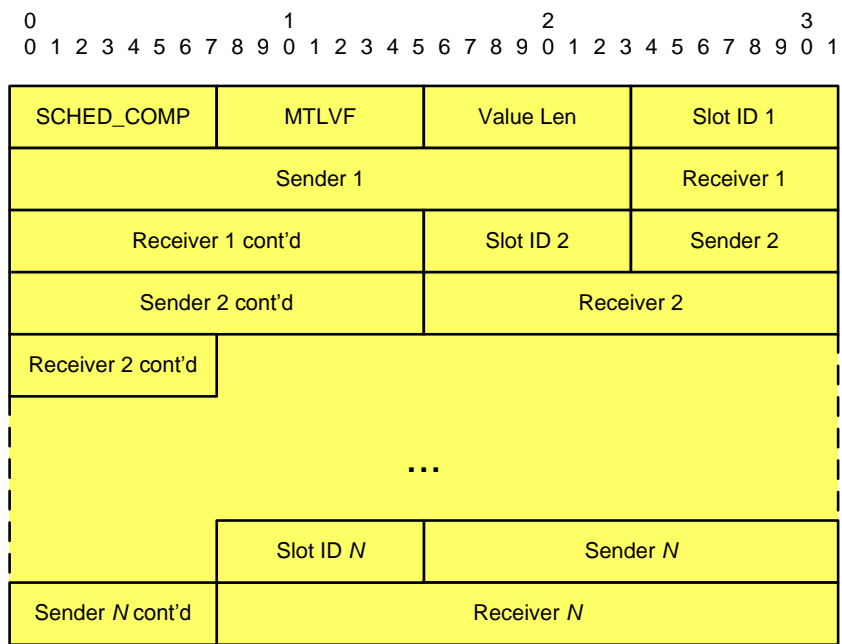 0 1 2 3
0 1 2 3 4 5 6 7 8 9 0 1 2 3 4 5 6 7 8 9 0 1 2 3 4 5 6 7 8 9 0 1
SCHED_COMP MTLVF Value Len Slot ID 1
Sender 1 Receiver 1
Receiver 1 cont'd Slot ID 2 Sender 2
Sender 2 cont'd Receiver 2
Receiver 2 cont'd
...
Slot ID N Sender N
Sender N cont'd Receiver N